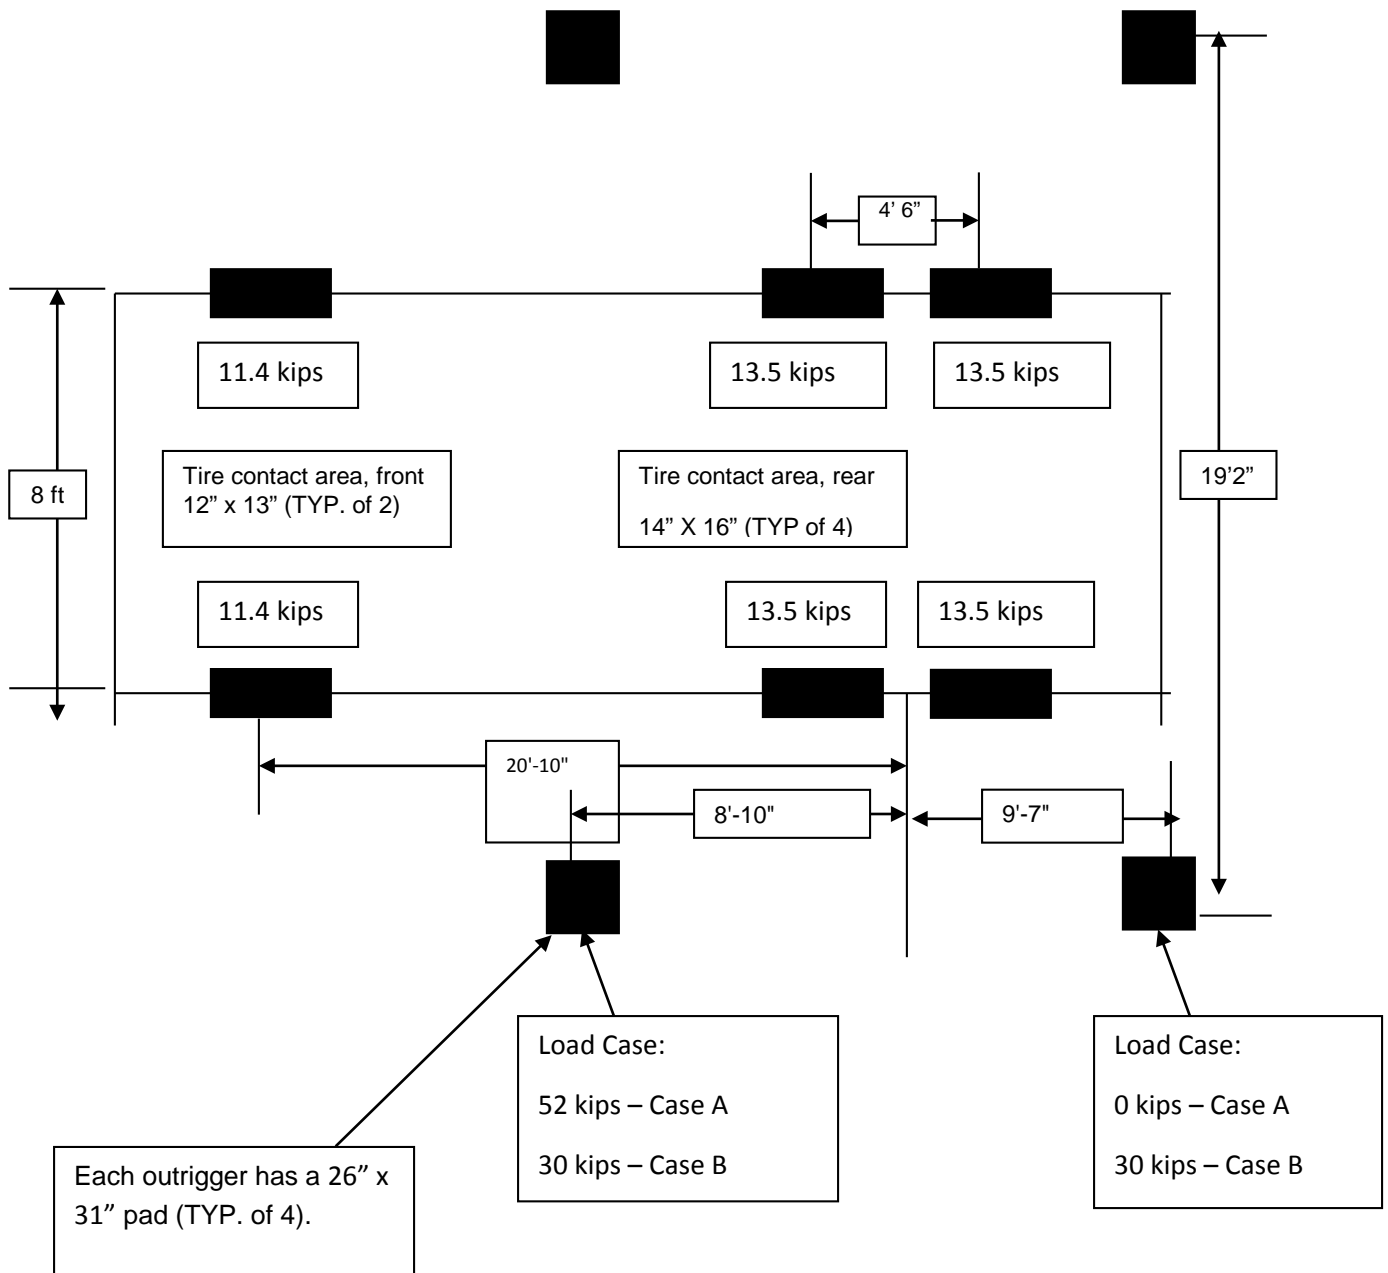 4' 6”
11.4 kips
13.5 kips
13.5 kips
8 ft
Tire contact area, front
12” x 13” (TYP. of 2)
Tire contact area, rear
14” X 16” (TYP of 4)
19’2”
11.4 kips
13.5 kips
13.5 kips
20'-10"
8'-10"
9'-7"
Load Case:
52 kips – Case A
30 kips – Case B
Load Case:
0 kips – Case A
30 kips – Case B
Each outrigger has a 26” x
31” pad (TYP. of 4).